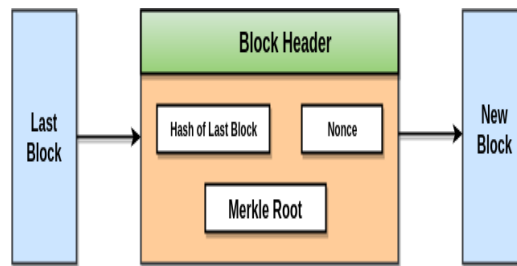 Block Header
Last
Block
Hash of Last Block
Nonce
Merkle Root
New
Block